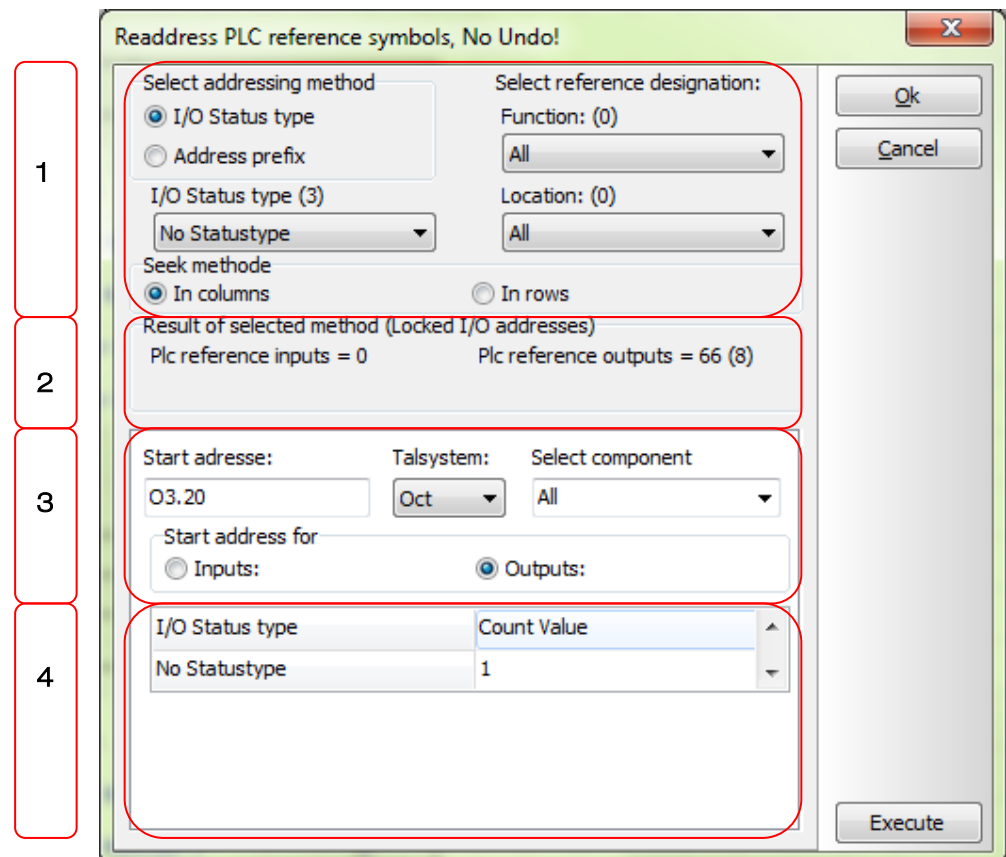 Readdress PLC reference symbols, No Undo!
x
1
Select addressing method
I/O Status type
Address prefix
Select reference designation:
Function: (0)
All
I/O Status type (3)
No Statustype
Location: (0)
All
Seek methode
In columns
In rows
Ok
Cancel
2
Result of selected method (Locked I/O addresses)
Plc reference inputs = 0
Plc reference outputs = 66 (8)
3
Start adresse:
Talsystem:
Select component
O3.20
Oct
All
Start address for
Inputs:
Outputs:
4
I/O Status type
Count Value
No Statustype
1
Execute